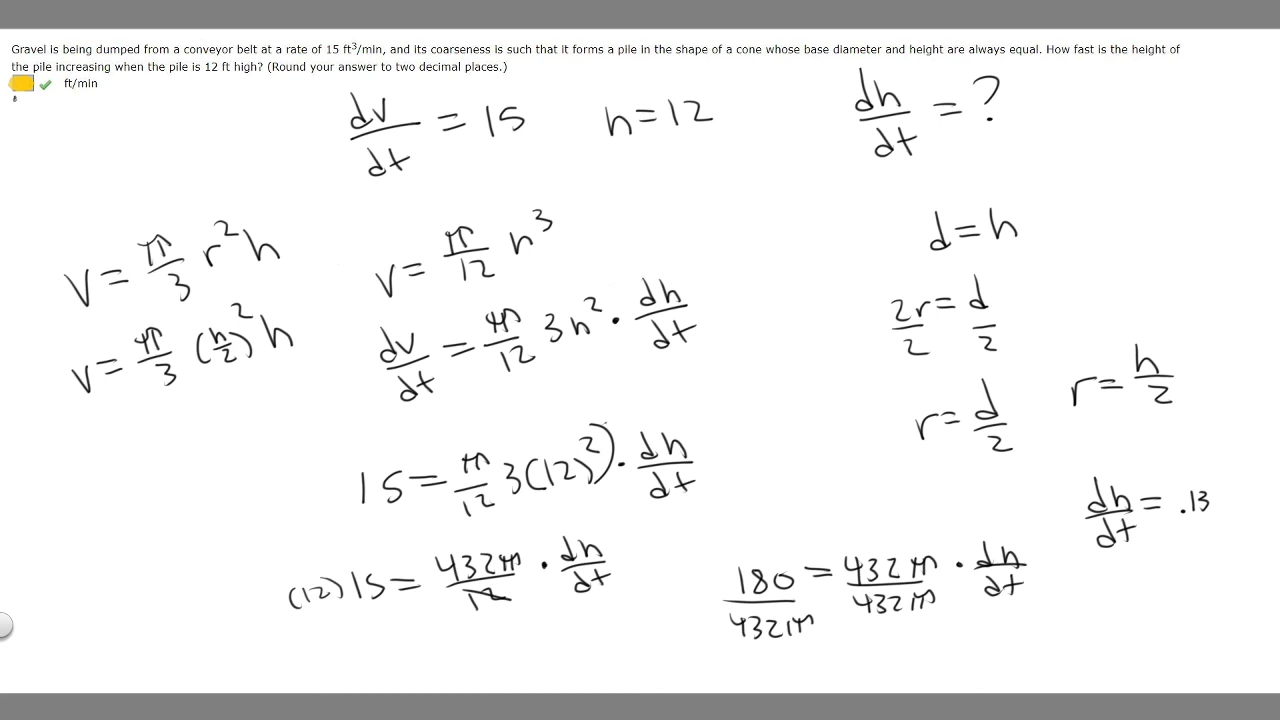 Gravel is being dumped from a conveyor belt at a rate of 15 ft³/min, and its coarseness is such that it forms a pile in the shape of a cone whose base diameter and height are always equal. How fast is the height of
the pile increasing when the pile is 12 ft high? (Round your answer to two decimal places.)
ft/min
dv/dt = 15
h = 12
dh/dt = ?
v = π/3 r² h
v = π/12 h³
d = h
v = π/3 (h/2)² h
dv/dt = π/12 3h² · dh/dt
2r/2 = d/2
r = d/2
r = h/2
15 = π/12 3(12)²) · dh/dt
dh/dt = .13
(12) 15 = 432π/12 · dh/dt
180/432π = 432π/432π · dh/dt